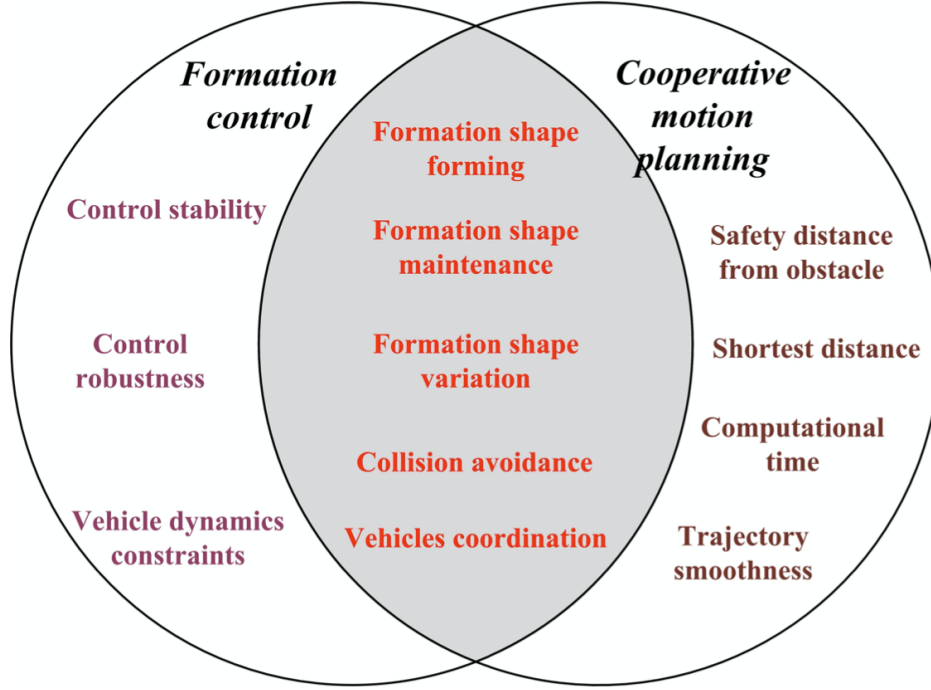 Formation
control
Control stability
Control
robustness
Vehicle dynamics
constraints
Formation shape
forming
Formation shape
maintenance
Formation shape
variation
Collision avoidance
Vehicles coordination
Cooperative
motion
planning
Safety distance
from obstacle
Shortest distance
Computational
time
Trajectory
smoothness